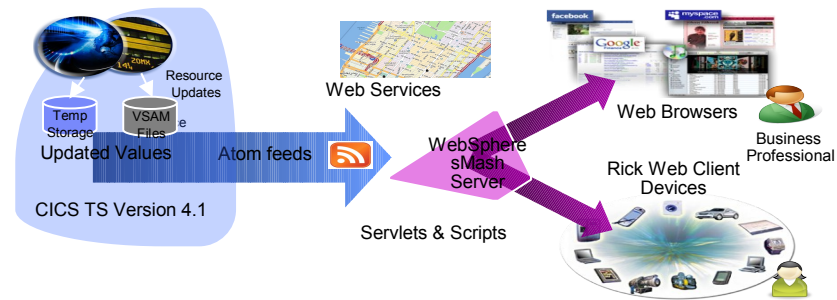 Resource
Updates
Temp
Storage
VSAM
Files
Updated Values
Atom feeds
CICS TS Version 4.1
Web Services
WebSphere
sMash
Server
Servlets & Scripts
facebook
myspace
.com
Google
Web Browsers
Business
Professional
Rick Web Client
Devices